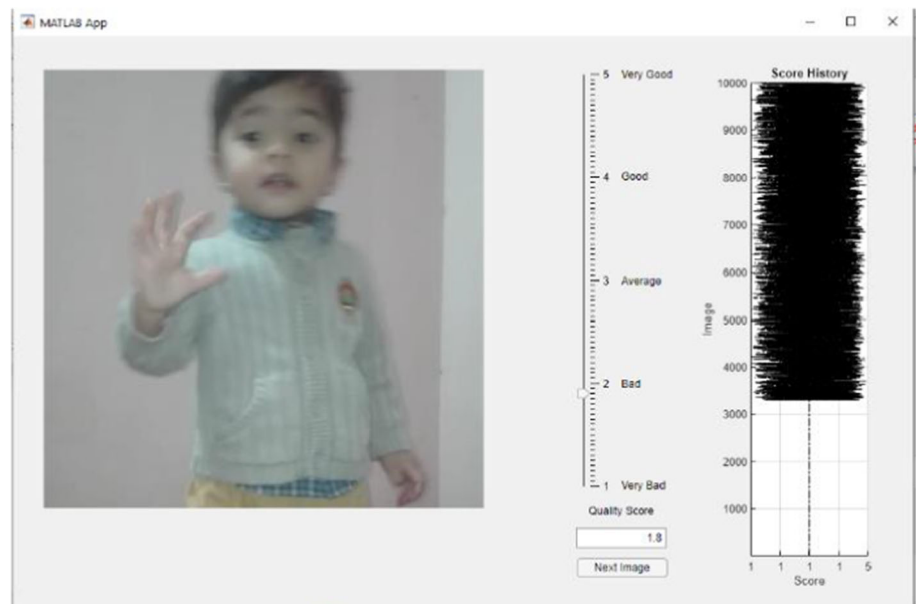 MATLAB App
5 Very Good
4 Good
3 Average
2 Bad
1 Very Bad
Quality Score
1.8
Next Image
Score History
10000
9000
8000
7000
6000
5000
4000
3000
2000
1000
Image
1 1 1 1 5
Score